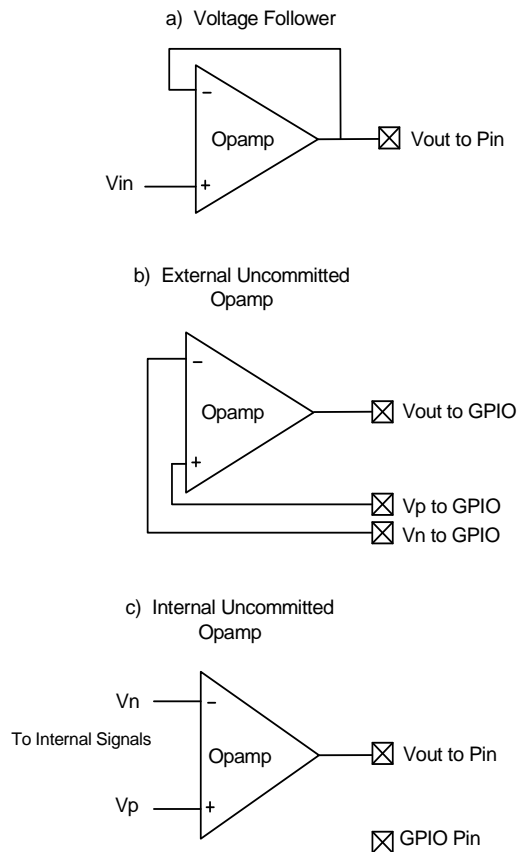 a) Voltage Follower
−
Opamp
Vout to Pin
Vin
+
b) External Uncommitted
Opamp
−
Opamp
Vout to GPIO
+
Vp to GPIO
Vn to GPIO
c) Internal Uncommitted
Opamp
Vn
−
To Internal Signals
Opamp
Vout to Pin
Vp
+
GPIO Pin